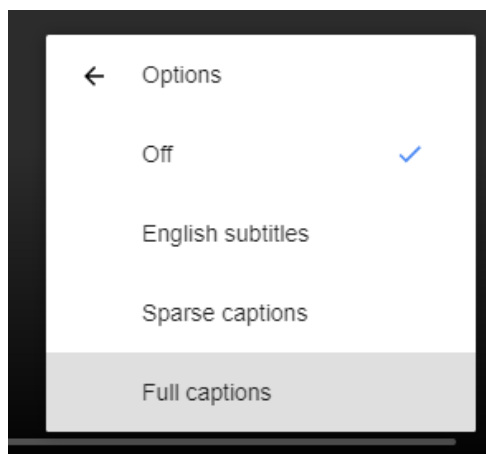 Options
Off
English subtitles
Sparse captions
Full captions